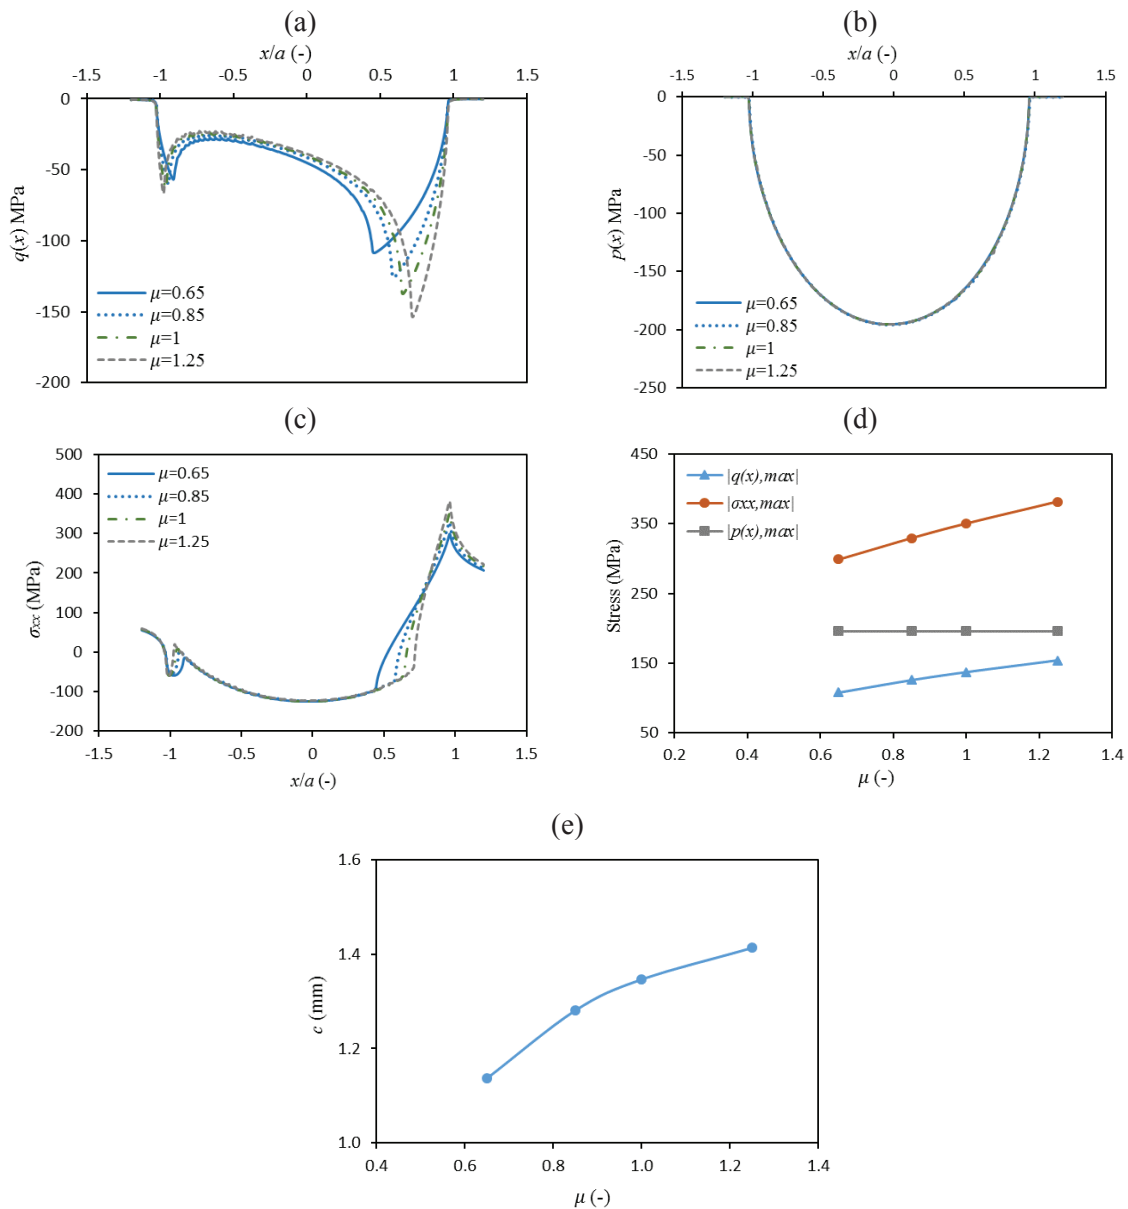 (a)
x/a (-)
-1.5 -1 -0.5 0 0.5 1 1.5
0
-50
-100
-150
-200
q(x) MPa
μ=0.65
μ=0.85
μ=1
μ=1.25
(b)
x/a (-)
-1.5 -1 -0.5 0 0.5 1 1.5
0
-50
-100
-150
-200
-250
p(x) MPa
μ=0.65
μ=0.85
μ=1
μ=1.25
(c)
500
400
300
200
100
0
-100
-200
σxx (MPa)
μ=0.65
μ=0.85
μ=1
μ=1.25
-1.5 -1 -0.5 0 0.5 1 1.5
x/a (-)
(d)
450
350
250
150
50
Stress (MPa)
|q(x),max|
|σxx,max|
|p(x),max|
0.2 0.4 0.6 0.8 1 1.2 1.4
μ (-)
(e)
1.6
1.4
1.2
1.0
c (mm)
0.4 0.6 0.8 1.0 1.2 1.4
μ (-)